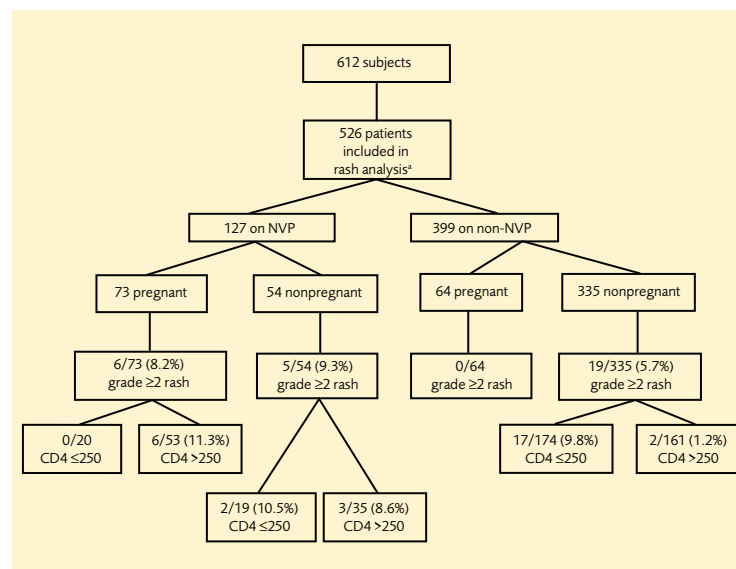 612 subjects
526 patients
included in
rash analysisᵃ
127 on NVP
399 on non-NVP
73 pregnant
54 nonpregnant
64 pregnant
335 nonpregnant
6/73 (8.2%)
grade ≥2 rash
5/54 (9.3%)
grade ≥2 rash
0/64
grade ≥2 rash
19/335 (5.7%)
grade ≥2 rash
0/20
CD4 ≤250
6/53 (11.3%)
CD4 >250
17/174 (9.8%)
CD4 ≤250
2/161 (1.2%)
CD4 >250
2/19 (10.5%)
CD4 ≤250
3/35 (8.6%)
CD4 >250